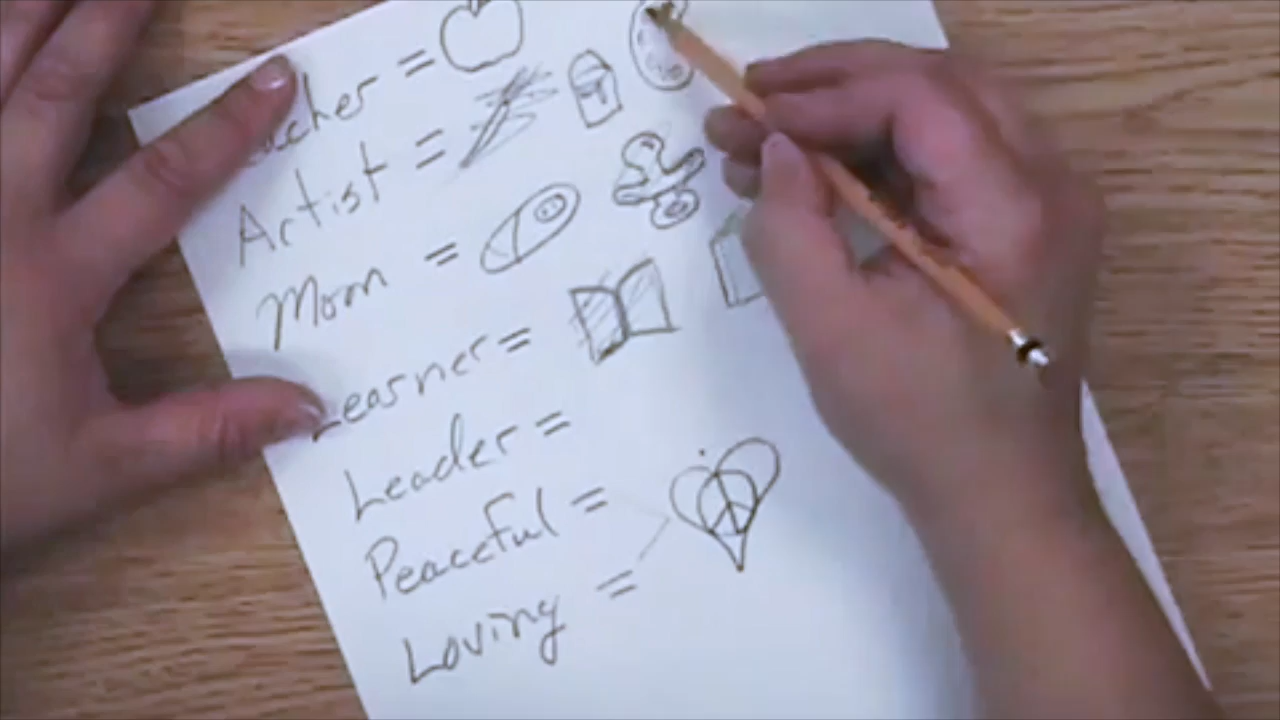 acher =
Artist =
Mom =
Learner =
Leader =
Peaceful =
Loving =